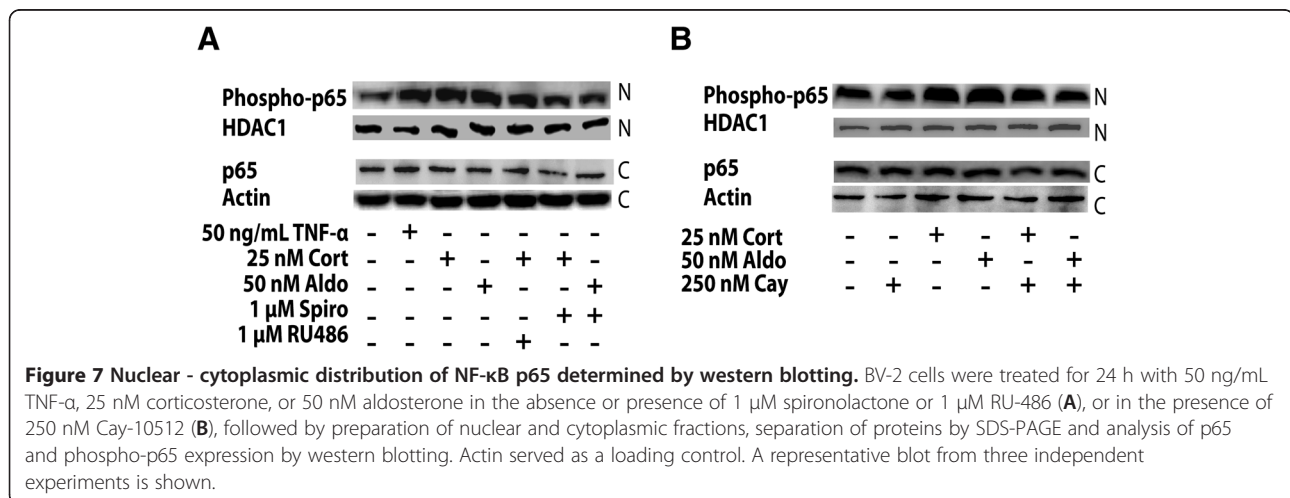 A
Phospho-p65 N
HDAC1 N
p65 C
Actin C
50 ng/mL TNF-α - + - - - - -
25 nM Cort - - + - + + -
50 nM Aldo - - - + - - +
1 µM Spiro - - - - - + +
1 µM RU486 - - - - + - -
B
Phospho-p65 N
HDAC1 N
p65 C
Actin C
25 nM Cort - - + - + -
50 nM Aldo - - - + - +
250 nM Cay - + - - + +
Figure 7 Nuclear - cytoplasmic distribution of NF-κB p65 determined by western blotting. BV-2 cells were treated for 24 h with 50 ng/mL
TNF-α, 25 nM corticosterone, or 50 nM aldosterone in the absence or presence of 1 μM spironolactone or 1 μM RU-486 (A), or in the presence of
250 nM Cay-10512 (B), followed by preparation of nuclear and cytoplasmic fractions, separation of proteins by SDS-PAGE and analysis of p65
and phospho-p65 expression by western blotting. Actin served as a loading control. A representative blot from three independent
experiments is shown.